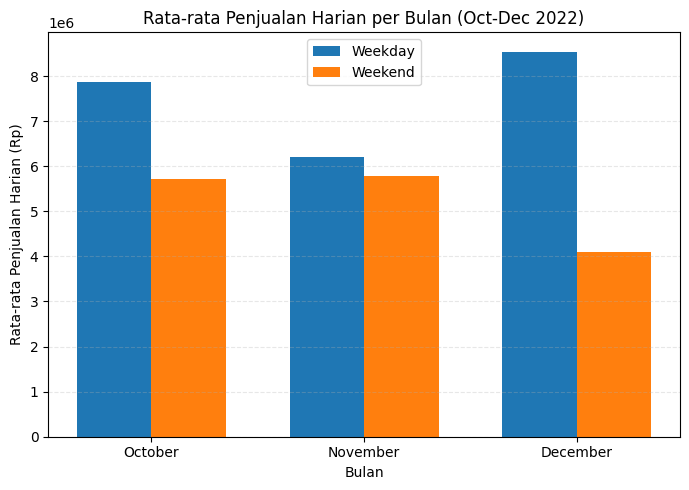 Rata-rata Penjualan Harian per Bulan (Oct-Dec 2022)
1e6
Weekday
Weekend
8
7
6
5
4
3
2
1
0
Rata-rata Penjualan Harian (Rp)
October
November
December
Bulan